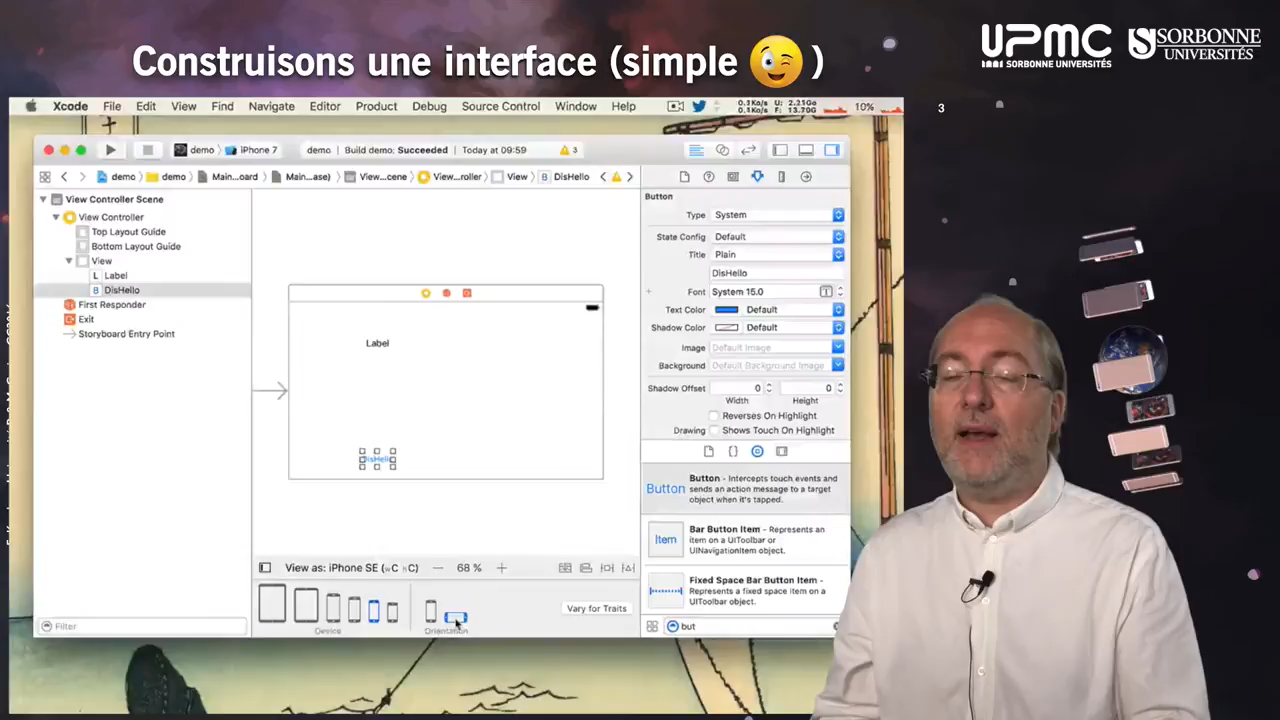 Construisons une interface (simple 😉 )
UPMC
SORBONNE UNIVERSITÉS
SORBONNE
UNIVERSITÉS
Xcode File Edit View Find Navigate Editor Product Debug Source Control Window Help
10%
3
demo iPhone 7
demo Build demo: Succeeded Today at 09:59 3
demo demo Main...oard Main...ase) View...cene View...roller View B DisHello
View Controller Scene
View Controller
Top Layout Guide
Bottom Layout Guide
View
L Label
B DisHello
First Responder
Exit
Storyboard Entry Point
Filter
Label
DisHello
View as: iPhone SE (wC hC) 68 %
Device
Orientation
Vary for Traits
Button
Type System
State Config Default
Title Plain
DisHello
Font System 15.0
Text Color Default
Shadow Color Default
Image Default Image
Background Default Background Image
Shadow Offset 0 0
Width Height
Reverses On Highlight
Drawing Shows Touch On Highlight
Button
Button - Intercepts touch events and
sends an action message to a target
object when it's tapped.
Item
Bar Button Item - Represents an
item on a UIToolbar or
UINavigationItem object.
Fixed Space Bar Button Item -
Represents a fixed space item on a
UIToolbar object.
but